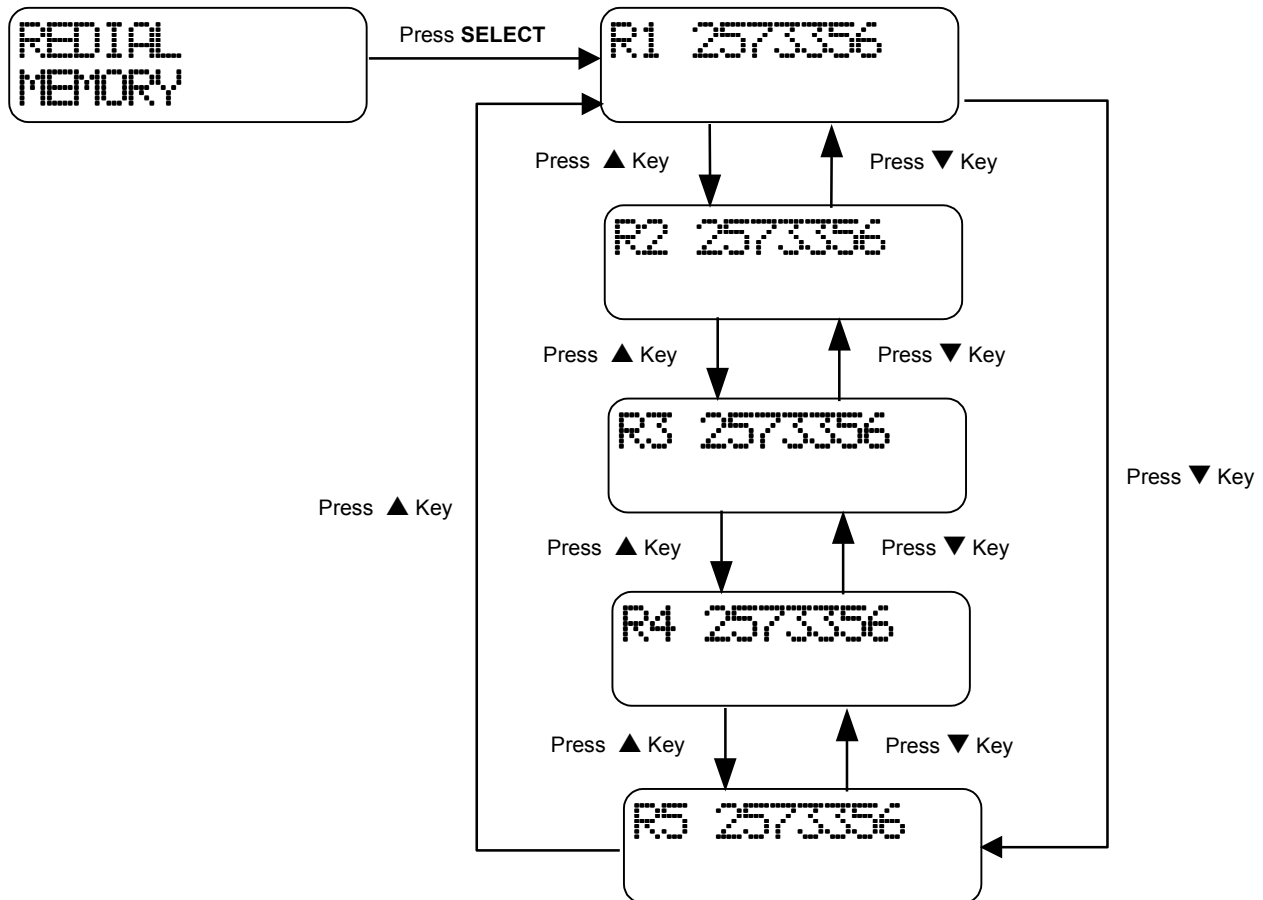 REDIAL
MEMORY
Press SELECT
R1 2573356
Press ▲ Key
Press ▼ Key
R2 2573356
Press ▲ Key
Press ▼ Key
R3 2573356
Press ▲ Key
Press ▼ Key
Press ▲ Key
Press ▼ Key
R4 2573356
Press ▲ Key
Press ▼ Key
R5 2573356